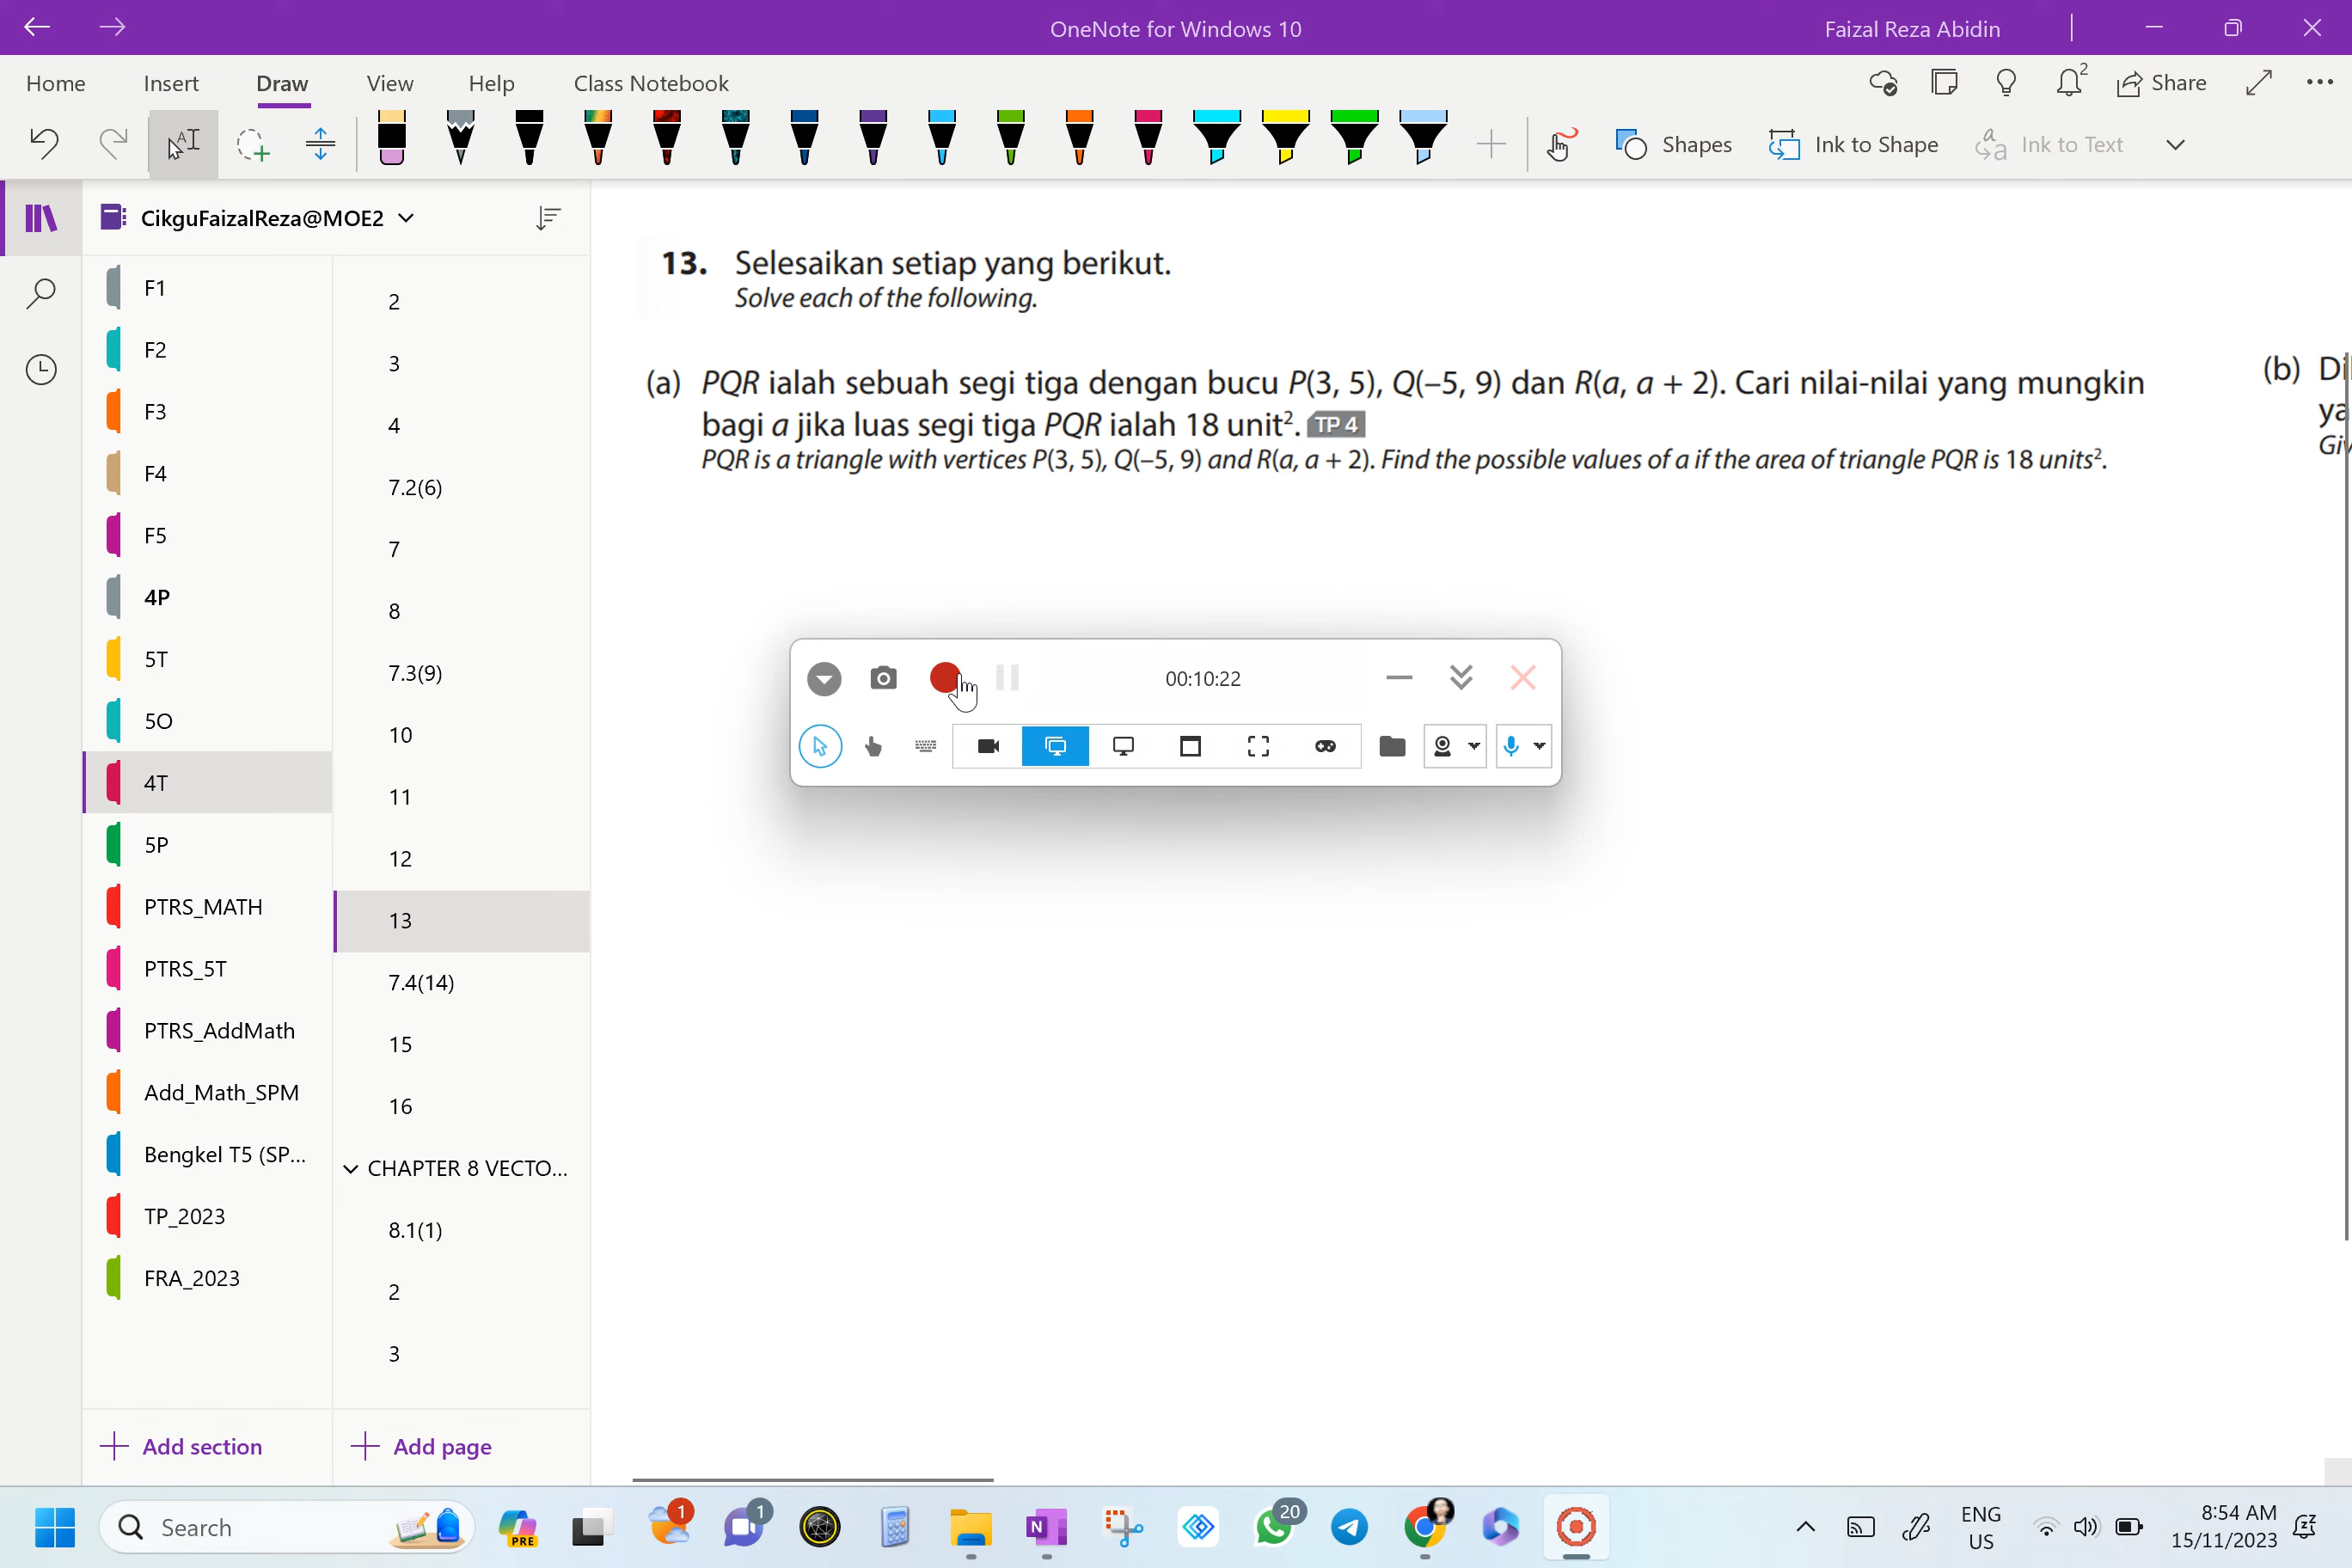 OneNote for Windows 10
Faizal Reza Abidin
Home Insert Draw View Help Class Notebook
2
Share
Shapes
Ink to Shape
Ink to Text
CikguFaizalReza@MOE2
F1
F2
F3
F4
F5
4P
5T
5O
4T
5P
PTRS_MATH
PTRS_5T
PTRS_AddMath
Add_Math_SPM
Bengkel T5 (SP...
TP_2023
FRA_2023
Add section
2
3
4
7.2(6)
7
8
7.3(9)
10
11
12
13
7.4(14)
15
16
CHAPTER 8 VECTO...
8.1(1)
2
3
Add page
13. Selesaikan setiap yang berikut.
Solve each of the following.
(a) PQR ialah sebuah segi tiga dengan bucu P(3, 5), Q(–5, 9) dan R(a, a + 2). Cari nilai-nilai yang mungkin
bagi a jika luas segi tiga PQR ialah 18 unit². TP 4
PQR is a triangle with vertices P(3, 5), Q(–5, 9) and R(a, a + 2). Find the possible values of a if the area of triangle PQR is 18 units².
(b)
00:10:22
Search
PRE
1
1
20
ENG
US
8:54 AM
15/11/2023